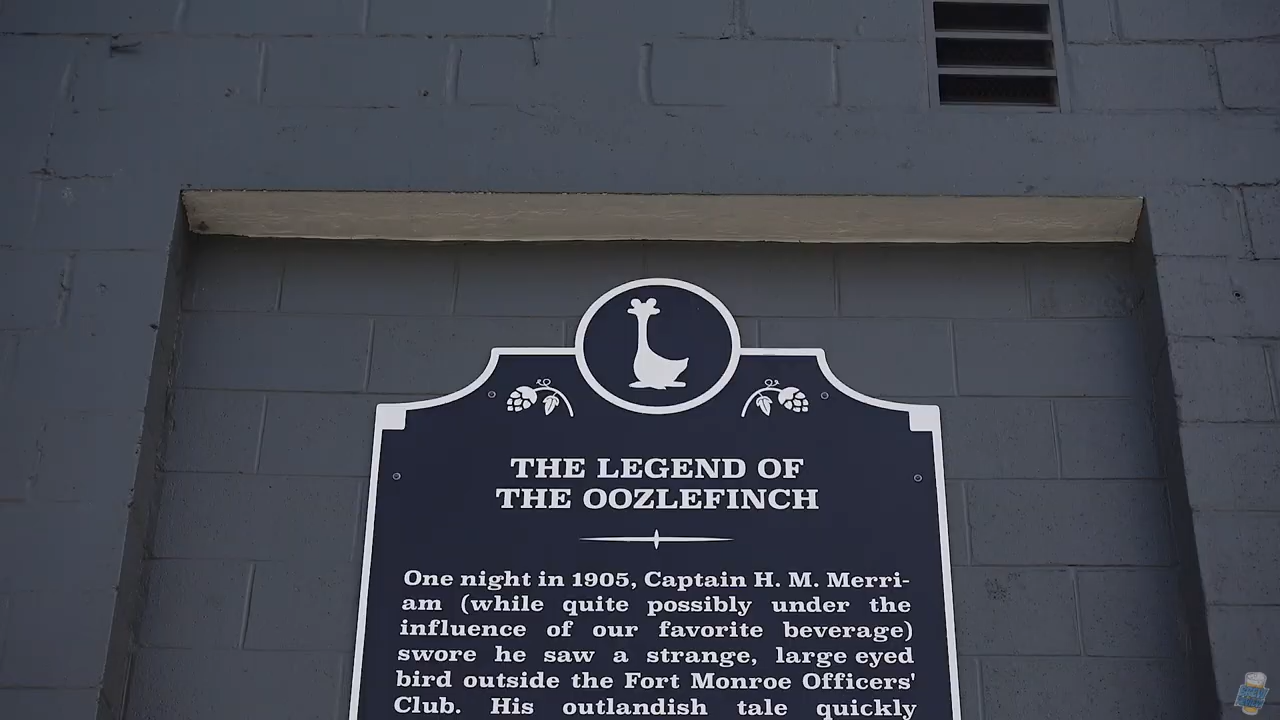 THE LEGEND OF
THE OOZLEFINCH
One night in 1905, Captain H. M. Merri-
am (while quite possibly under the
influence of our favorite beverage)
swore he saw a strange, large eyed
bird outside the Fort Monroe Officers'
Club. His outlandish tale quickly